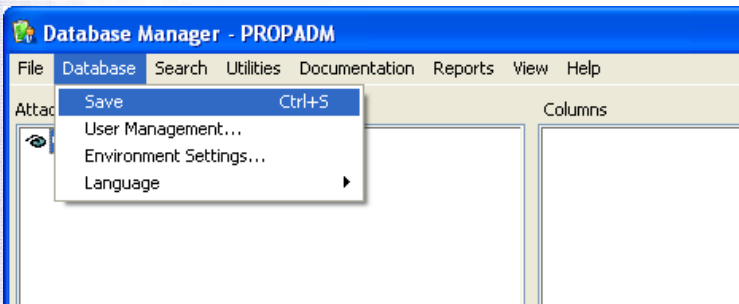 Database Manager - PROPADM
File Database Search Utilities Documentation Reports View Help
Save Ctrl+S
Columns
User Management...
Environment Settings...
Language